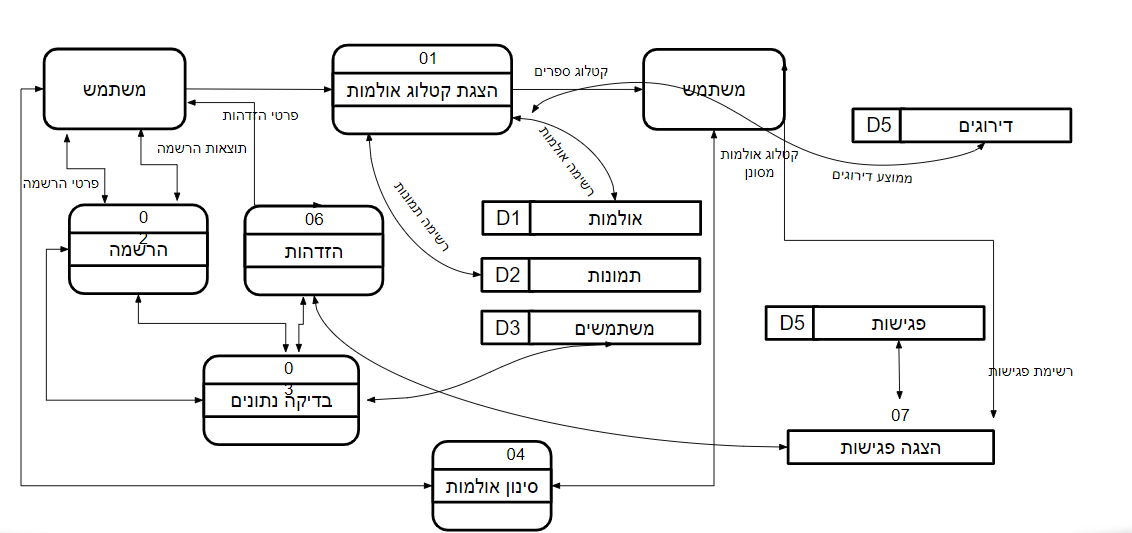 משתמש
01
הצגת קטלוג אולמות
קטלוג ספרים
משתמש
D5
דירוגים
פרטי הזדהות
תוצאות הרשמה
פרטי הרשמה
רשימה אולמות
רשימה תמונות
קטלוג אולמות
מסונן
ממוצע דירוגים
0
2
הרשמה
06
הזדהות
D1
אולמות
D2
תמונות
D3
משתמשים
D5
פגישות
0
3
בדיקה נתונים
רשימת פגישות
07
הצגה פגישות
04
סינון אולמות